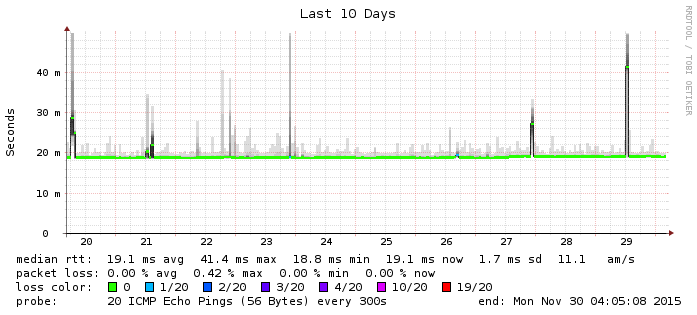 Last 10 Days
RRDTOOL / TOBI OETIKER
Seconds
40 m
30 m
20 m
10 m
0
20 21 22 23 24 25 26 27 28 29
median rtt: 19.1 ms avg 41.4 ms max 18.8 ms min 19.1 ms now 1.7 ms sd 11.1 am/s
packet loss: 0.00 % avg 0.42 % max 0.00 % min 0.00 % now
loss color: 0 1/20 2/20 3/20 4/20 10/20 19/20
probe: 20 ICMP Echo Pings (56 Bytes) every 300s end: Mon Nov 30 04:05:08 2015